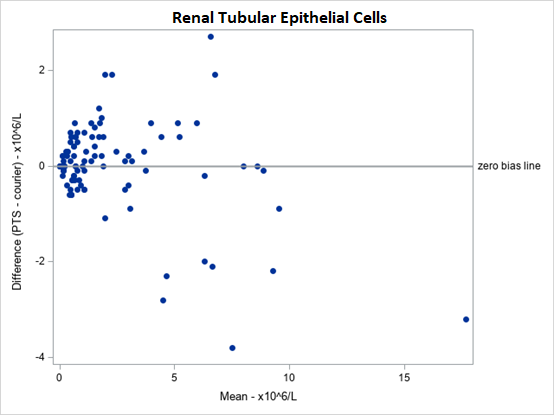 Renal Tubular Epithelial Cells
Difference (PTS - courier) - x10^6/L
2
0
-2
-4
zero bias line
0
5
10
15
Mean - x10^6/L